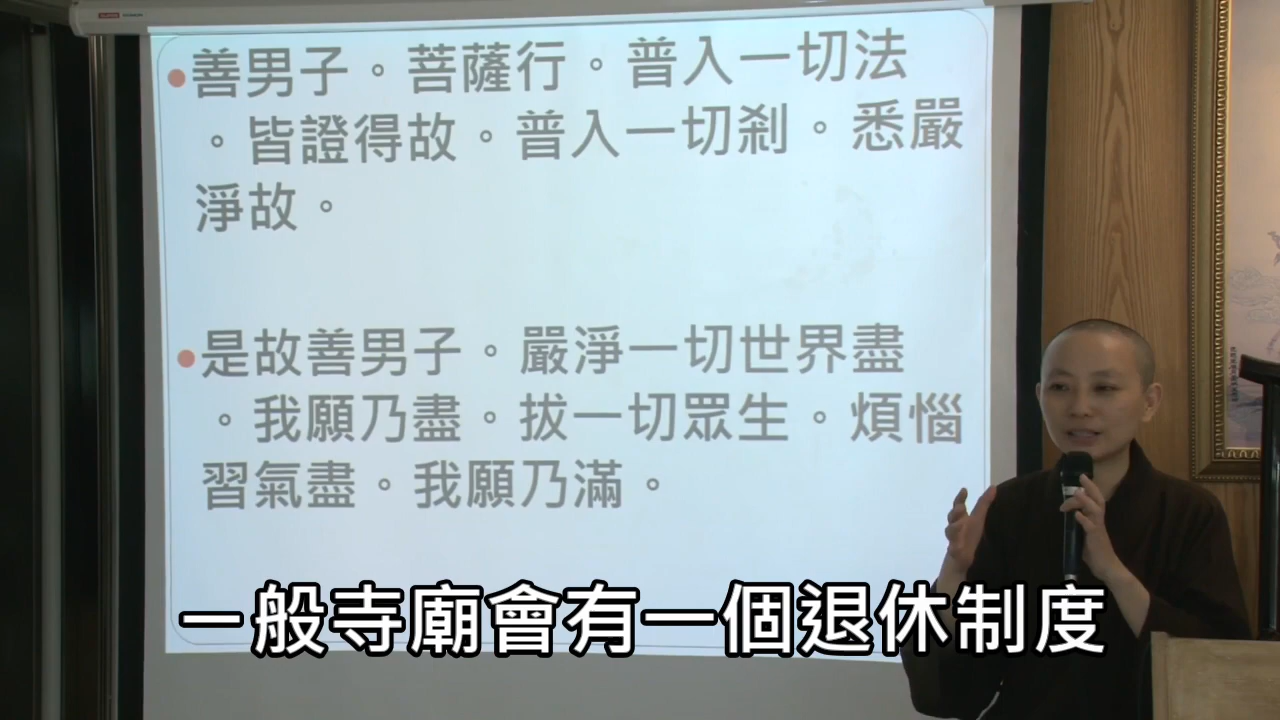 善男子。菩薩行。普入一切法
。皆證得故。普入一切剎。悉嚴
淨故。
是故善男子。嚴淨一切世界盡
。我願乃盡。拔一切眾生。煩惱
習氣盡。我願乃滿。
一般寺廟會有一個退休制度